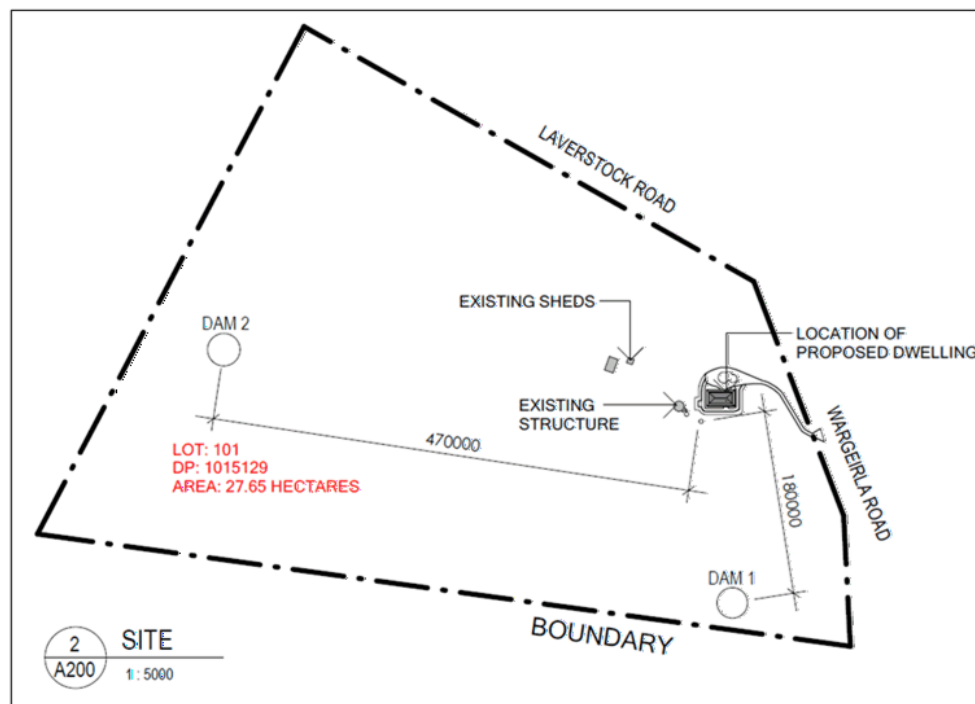 LAVERSTOCK ROAD
EXISTING SHEDS
LOCATION OF
PROPOSED DWELLING
DAM 2
EXISTING
STRUCTURE
WARGEIRLA ROAD
470000
LOT: 101
DP: 1015129
AREA: 27.65 HECTARES
180000
DAM 1
BOUNDARY
2
A200
SITE
1 : 5000